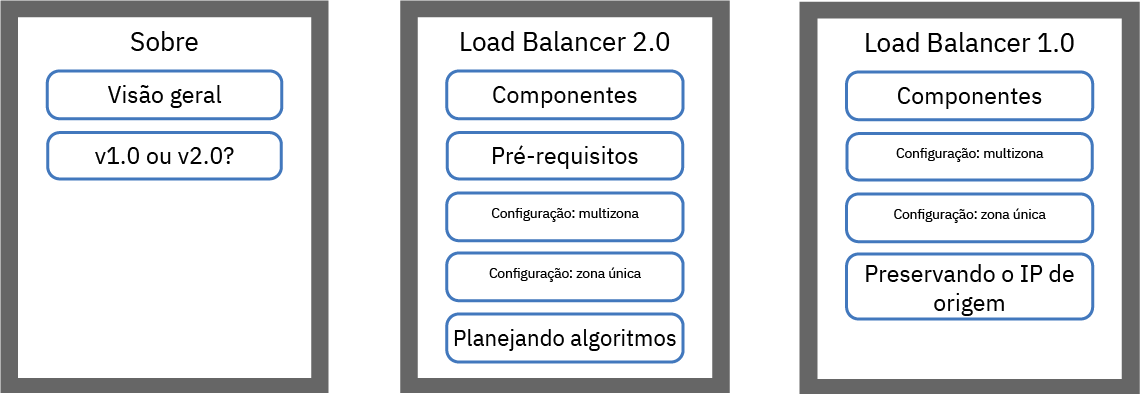 Sobre
Visão geral
v1.0 ou v2.0?
Load Balancer 2.0
Componentes
Pré-requisitos
Configuração: multizona
Configuração: zona única
Planejando algoritmos
Load Balancer 1.0
Componentes
Configuração: multizona
Configuração: zona única
Preservando o IP de
origem